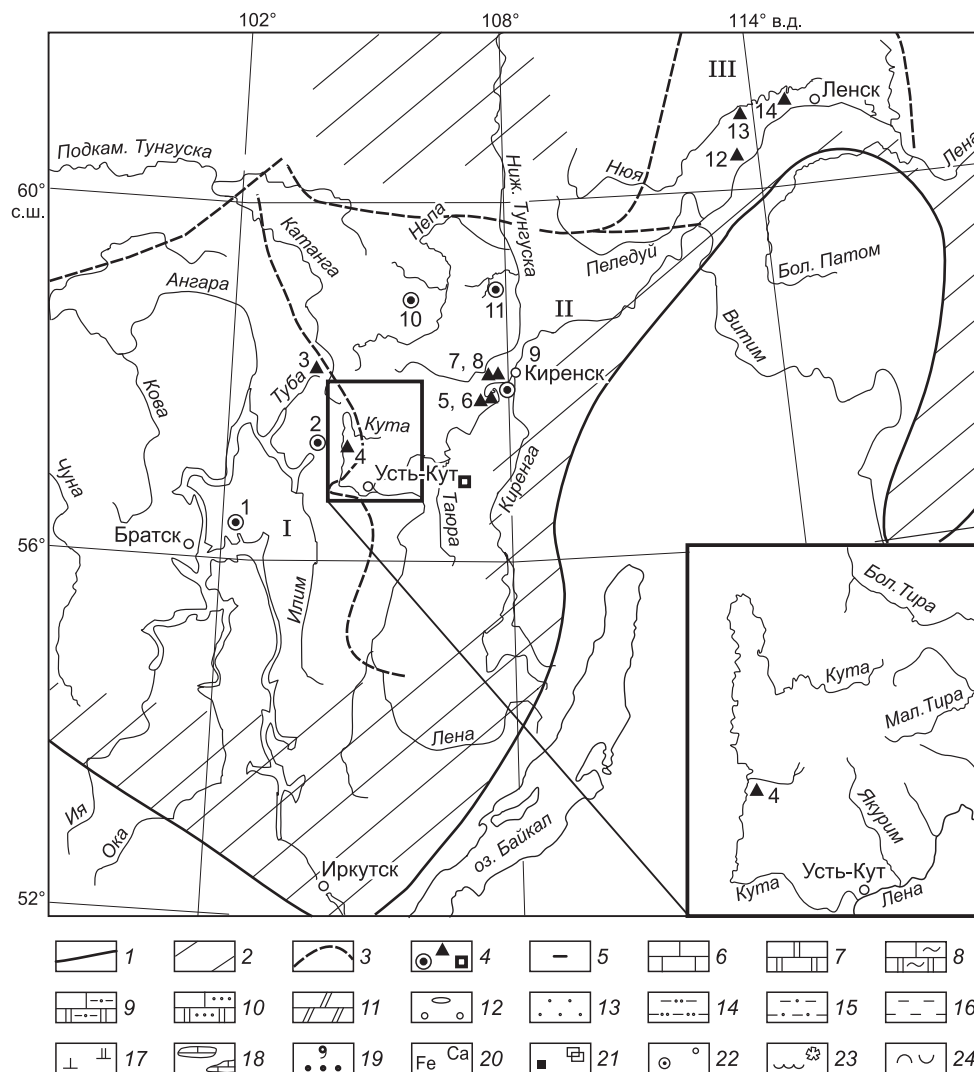 102° 108° 114° в.д.
III
Ленск
14
13
12
Подкам. Тунгуска
Лена
60°
с.ш.
Нюя
Ниж. Тунгуска
Непа
Катанга
Пеледуй
Бол. Патом
Ангара
10
11
II
Витим
3
7, 8
9
Киренск
Туба
5, 6
Кова
2
Кута
4
Чуна
Усть-Кут
Киренга
Таюра
1
Братск
I
56°
Илим
Бол.Тира
Кута
Мал.Тира
Лена
4
Якурим
Ия
Ока
оз. Байкал
Усть-Кут
Иркутск
Кута
Лена
52°
1 2 3 4 5 6 7 8
9 10 11 12 13 14 15 16
17 18 19 Fe Ca 20 21 22 23 24